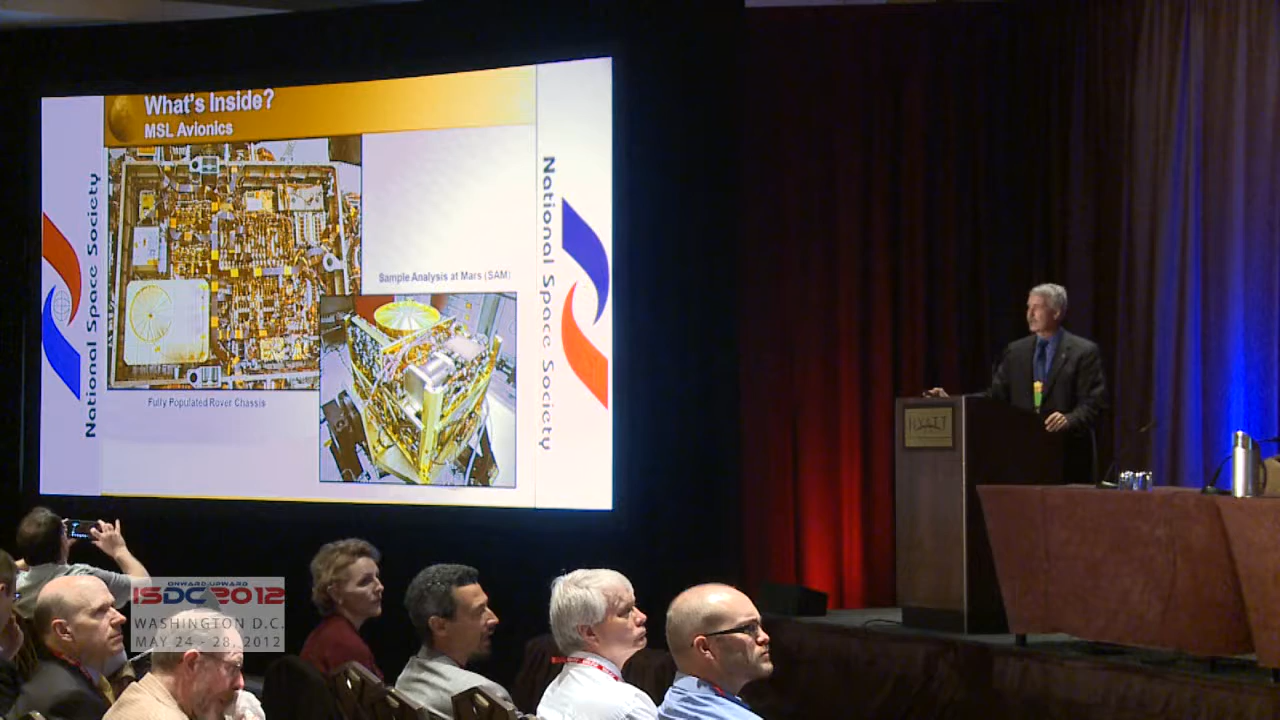 What's Inside?
MSL Avionics
National Space Society
Sample Analysis at Mars (SAM)
Fully Populated Rover Chassis
National Space Society
HYATT
ONWARD UPWARD
ISDC 2012
WASHINGTON D.C.
MAY 24 - 28, 2012